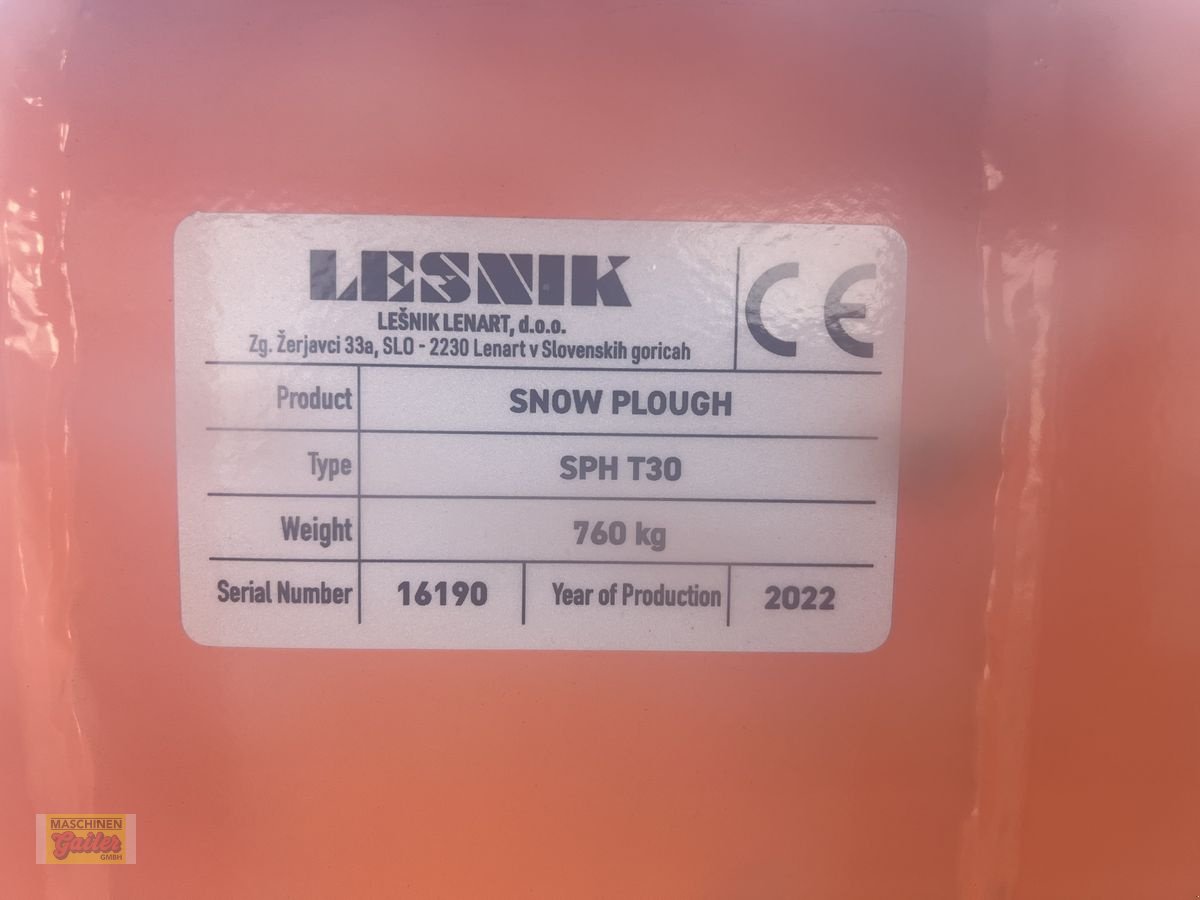 LESNIK
LEŠNIK LENART, d.o.o.
Zg. Žerjavci 33a, SLO - 2230 Lenart v Slovenskih goricah
CE
Product SNOW PLOUGH
Type SPH T30
Weight 760 kg
Serial Number 16190 Year of Production 2022
MASCHINEN
Gailer
GMBH